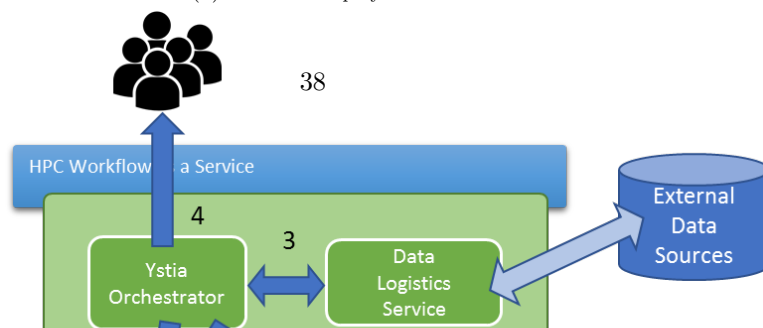 38
HPC Workflow a Service
4
3
Ystia
Orchestrator
Data
Logistics
Service
External
Data
Sources